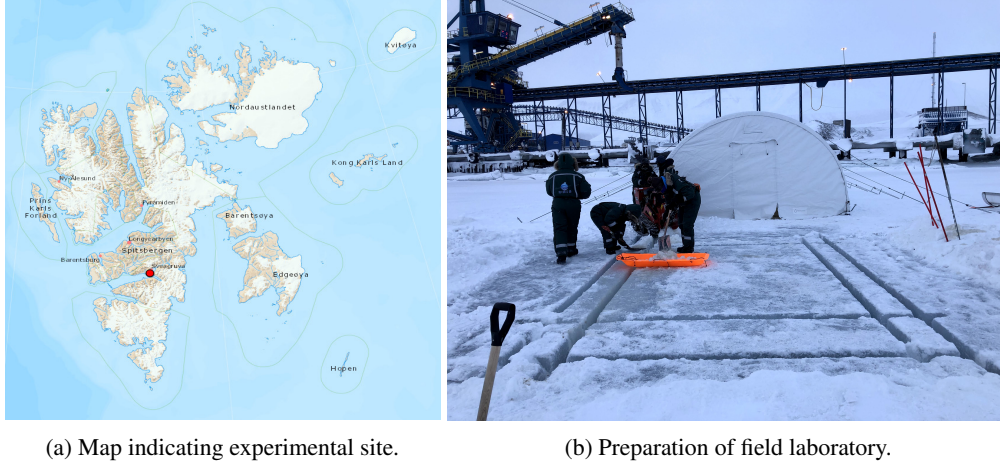 Kvitøya
Nordaustlandet
Kong Karls Land
Ny-Ålesund
Prins
Karls
Forland
Pyramiden
Barentsøya
Longyearbyen
Spitsbergen
Barentsburg
Sveagruva
Edgeøya
Hopen
(a) Map indicating experimental site.
(b) Preparation of field laboratory.